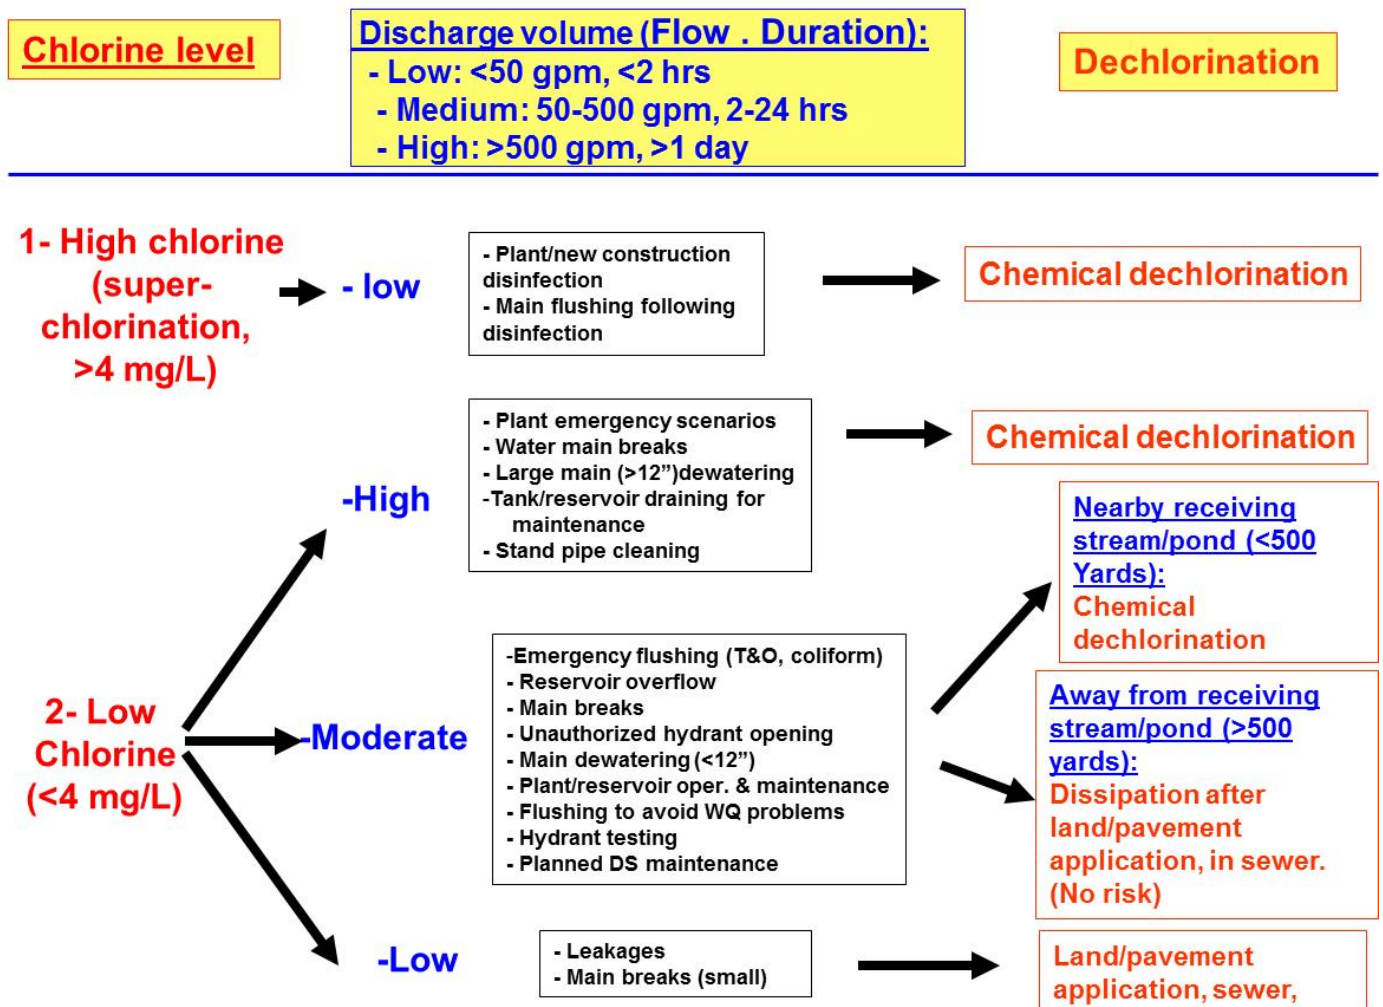 Chlorine level
Discharge volume (Flow . Duration):
- Low: <50 gpm, <2 hrs
- Medium: 50-500 gpm, 2-24 hrs
- High: >500 gpm, >1 day
Dechlorination
1- High chlorine
(super-
chlorination,
>4 mg/L)
- low
- Plant/new construction
disinfection
- Main flushing following
disinfection
Chemical dechlorination
-High
- Plant emergency scenarios
- Water main breaks
- Large main (>12”)dewatering
-Tank/reservoir draining for
maintenance
- Stand pipe cleaning
Chemical dechlorination
2- Low
Chlorine
(<4 mg/L)
-Moderate
-Emergency flushing (T&O, coliform)
- Reservoir overflow
- Main breaks
- Unauthorized hydrant opening
- Main dewatering (<12”)
- Plant/reservoir oper. & maintenance
- Flushing to avoid WQ problems
- Hydrant testing
- Planned DS maintenance
Nearby receiving
stream/pond (<500
Yards):
Chemical
dechlorination
Away from receiving
stream/pond (>500
yards):
Dissipation after
land/pavement
application, in sewer.
(No risk)
-Low
- Leakages
- Main breaks (small)
Land/pavement
application, sewer,